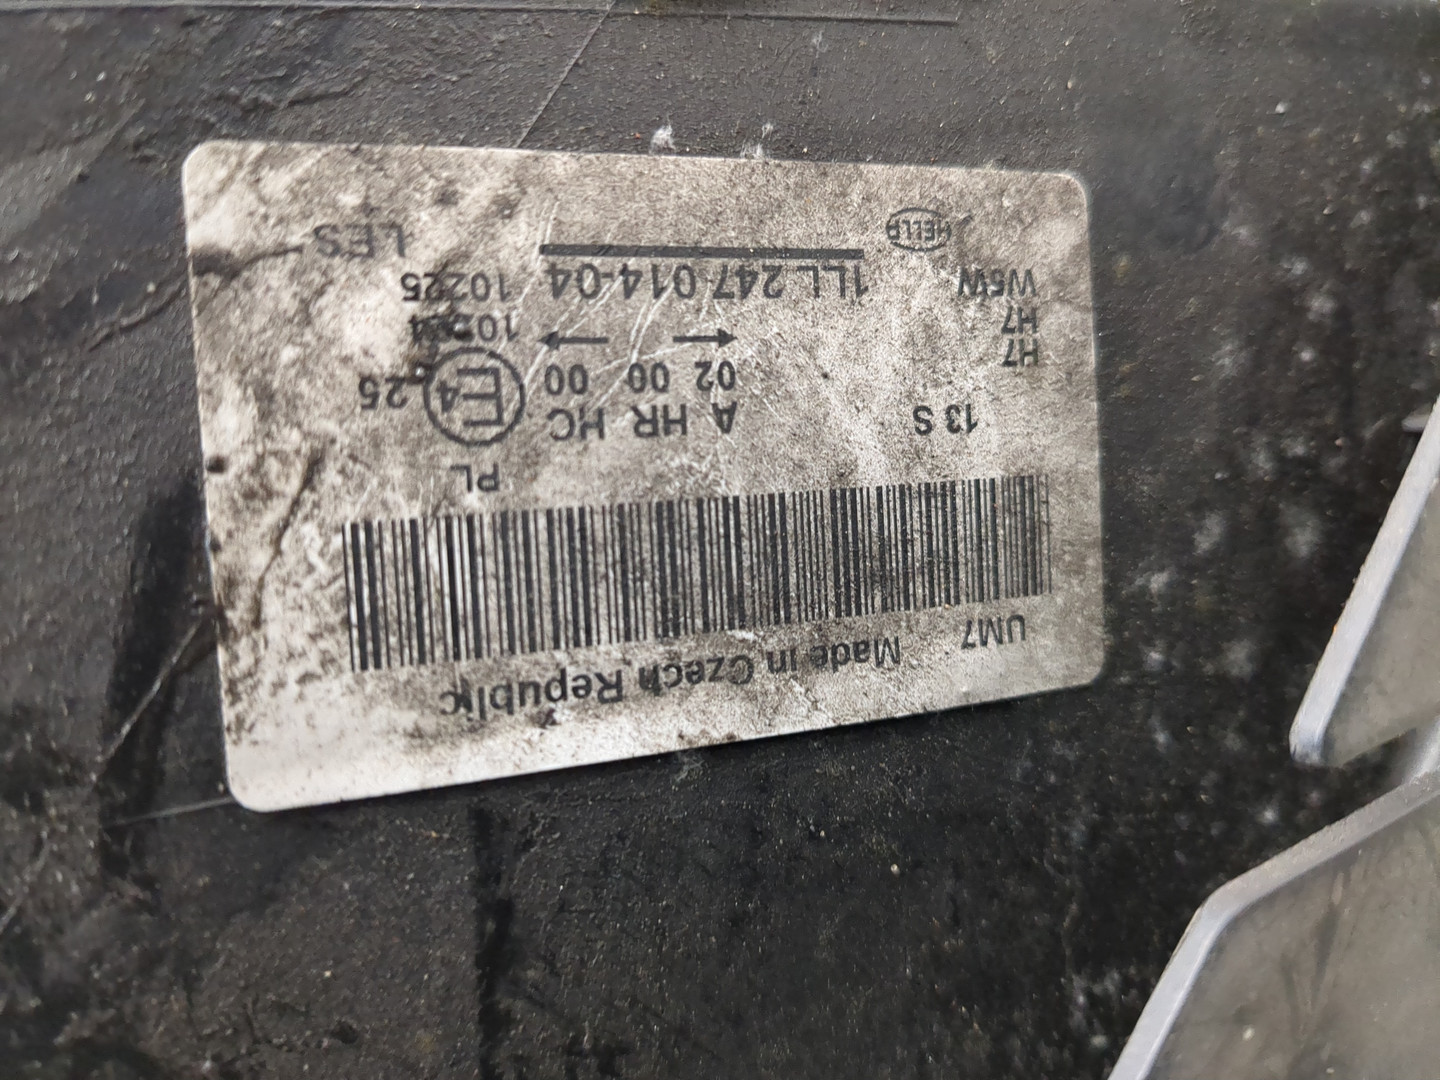 UM7 Made in Czech Republic
PL
13 S A HR HC E4 25
H7 02 00 00
H7 10224
W5W 1LL 247 014-04 10225
HELLA LES